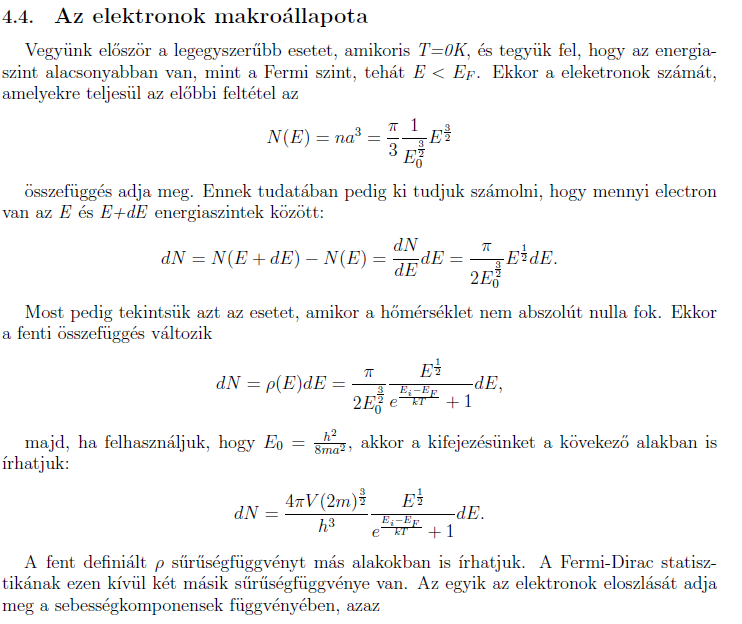 4.4. Az elektronok makroállapota
Vegyünk először a legegyszerűbb esetet, amikoris T=0K, és tegyük fel, hogy az energia-
szint alacsonyabban van, mint a Fermi szint, tehát E < E_F. Ekkor a eleketronok számát,
amelyekre teljesül az előbbi feltétel az
N(E) = na^3 = \frac{\pi}{3} \frac{1}{E_0^{\frac{3}{2}}} E^{\frac{3}{2}}
összefüggés adja meg. Ennek tudatában pedig ki tudjuk számolni, hogy mennyi electron
van az E és E+dE energiaszintek között:
dN = N(E + dE) − N(E) = \frac{dN}{dE} dE = \frac{\pi}{2E_0^{\frac{3}{2}}} E^{\frac{1}{2}} dE.
Most pedig tekintsük azt az esetet, amikor a hőmérséklet nem abszolút nulla fok. Ekkor
a fenti összefüggés változik
dN = ρ(E)dE = \frac{\pi}{2E_0^{\frac{3}{2}}} \frac{E^{\frac{1}{2}}}{e^{\frac{E_i−E_F}{kT}} + 1} dE,
majd, ha felhasználjuk, hogy E_0 = \frac{h^2}{8ma^2}, akkor a kifejezésünket a kövekező alakban is
írhatjuk:
dN = \frac{4\pi V(2m)^{\frac{3}{2}}}{h^3} \frac{E^{\frac{1}{2}}}{e^{\frac{E_i−E_F}{kT}} + 1} dE.
A fent definiált ρ sűrűségfüggvényt más alakokban is írhatjuk. A Fermi-Dirac statisz-
tikának ezen kívül két másik sűrűségfüggvénye van. Az egyik az elektronok eloszlását adja
meg a sebességkomponensek függvényében, azaz